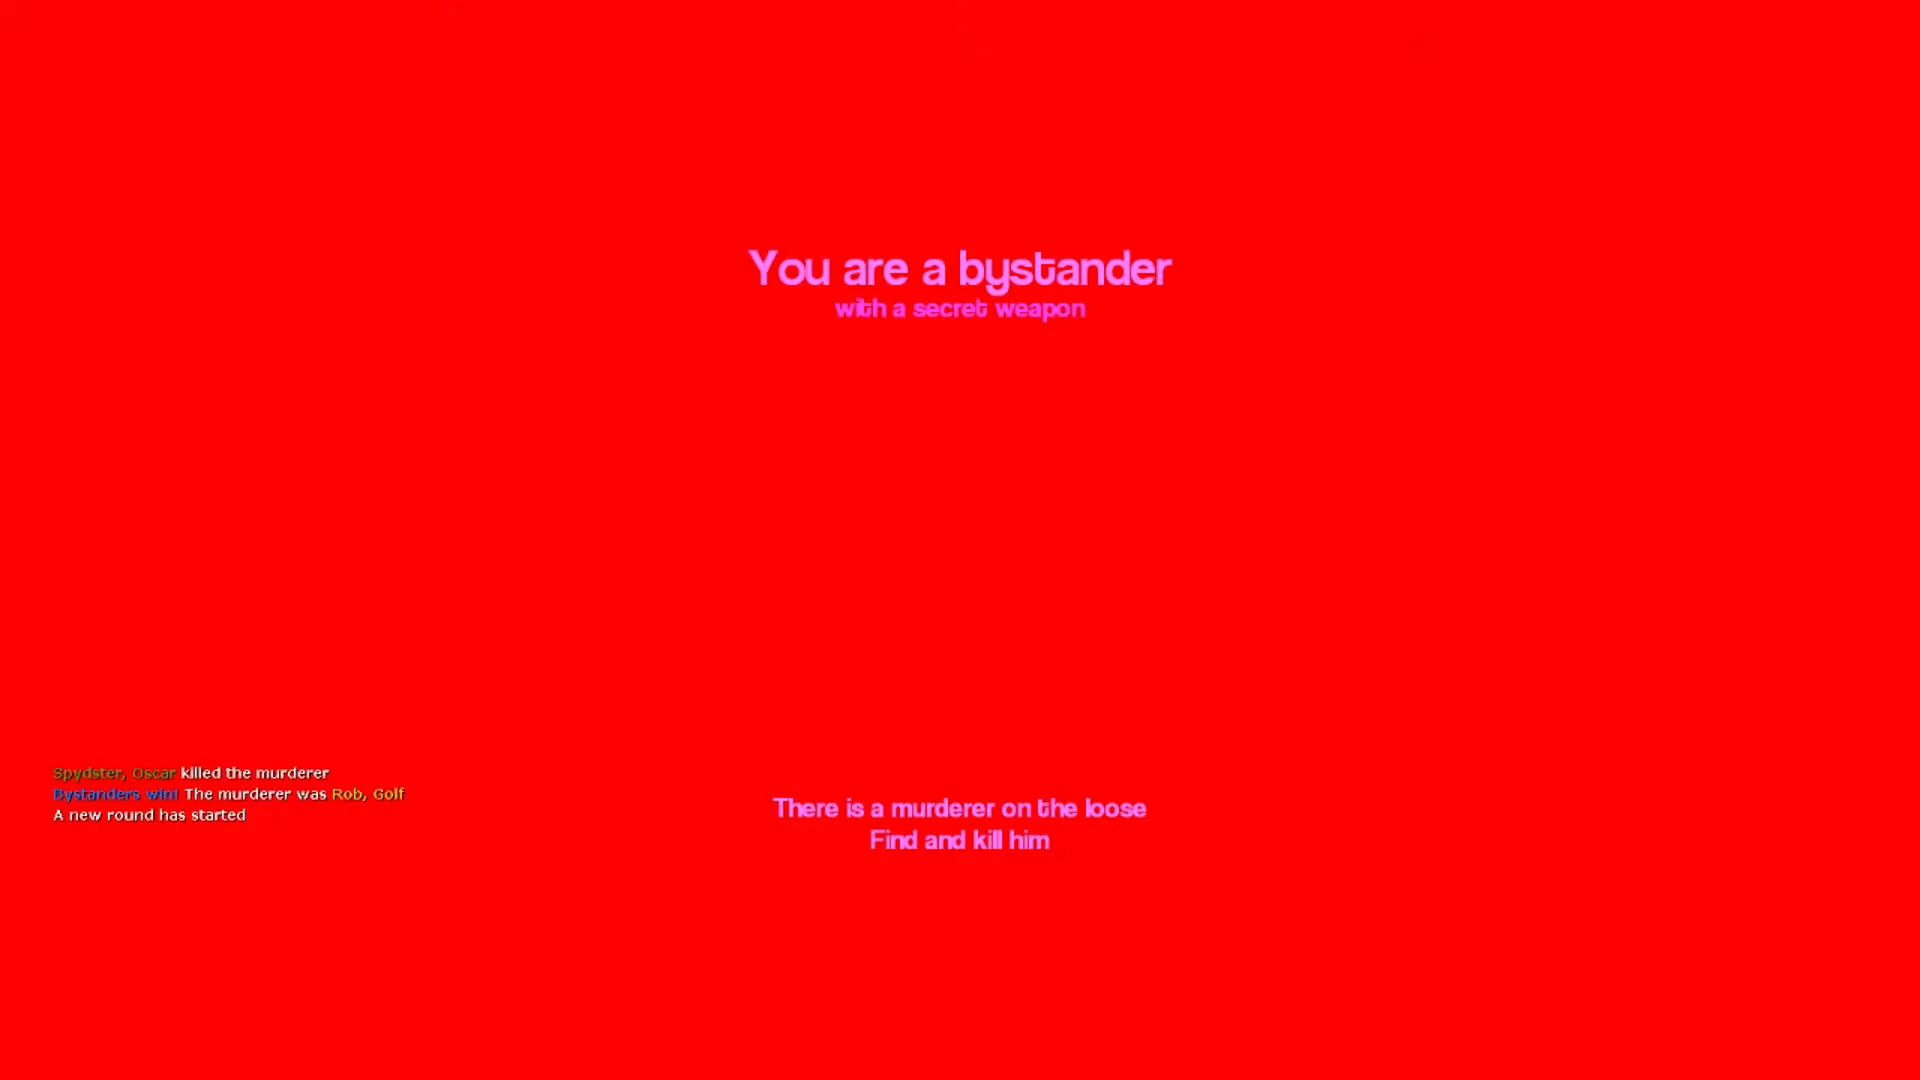 You are a bystander
with a secret weapon
Spydster, Oscar killed the murderer
Bystanders win! The murderer was Rob, Golf
A new round has started
There is a murderer on the loose
Find and kill him